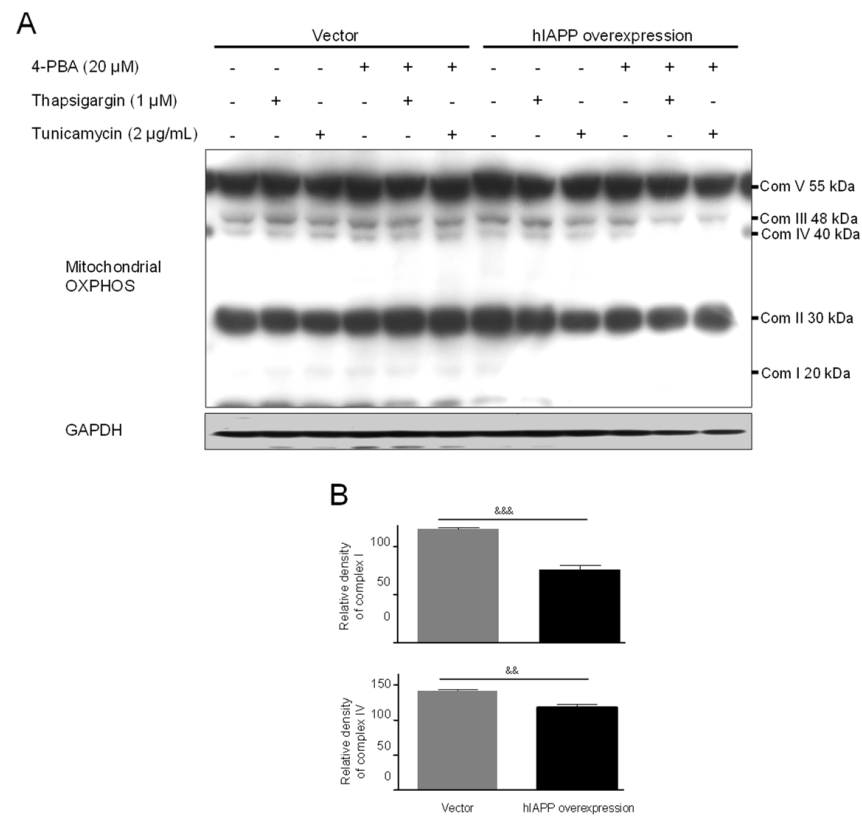 A
Vector hIAPP overexpression
4-PBA (20 µM) - - - + + + - - - + + +
Thapsigargin (1 µM) - + - - + - - + - - + -
Tunicamycin (2 µg/mL) - - + - - + - - + - - +
Com V 55 kDa
Com III 48 kDa
Com IV 40 kDa
Mitochondrial
OXPHOS
Com II 30 kDa
Com I 20 kDa
GAPDH
B
&&&
Relative density
of complex I
100
50
0
&&
Relative density
of complex IV
150
100
50
0
Vector hIAPP overexpression